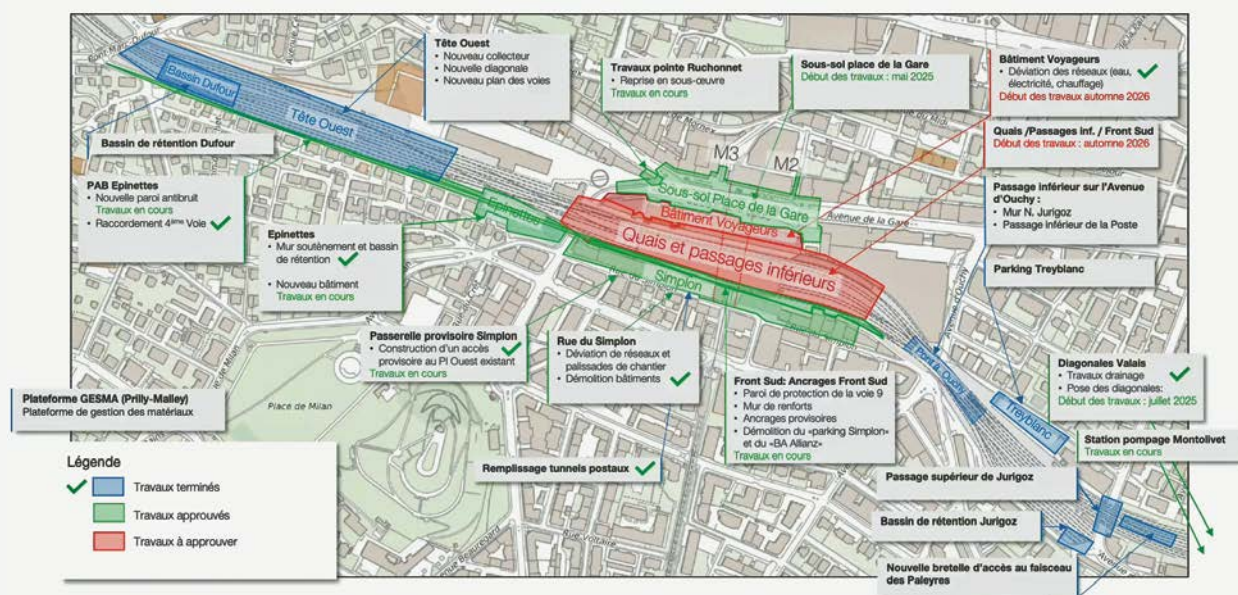 Tête Ouest
• Nouveau collecteur
• Nouvelle diagonale
• Nouveau plan des voies
Travaux pointe Ruchonnet
• Reprise en sous-œuvre
Travaux en cours
Sous-sol place de la Gare
Début des travaux : mai 2025
Bâtiment Voyageurs
• Déviation des réseaux (eau,
électricité, chauffage)
Début des travaux automne 2026
Quais /Passages inf. / Front Sud
Début des travaux : automne 2026
Bassin Dufour
Tête Ouest
Bassin de rétention Dufour
M3
M2
PAB Epinettes
• Nouvelle paroi antibruit
Travaux en cours
• Raccordement 4ième Voie
Epinettes
Sous-sol Place de la Gare
Bâtiment Voyageurs
Quais et passages inférieurs
Simplon
Avenue de la Gare
Passage inférieur sur l'Avenue
d'Ouchy :
• Mur N. Jurigoz
• Passage inférieur de la Poste
Epinettes
• Mur soutènement et bassin
de rétention
• Nouveau bâtiment
Travaux en cours
Parking Treyblanc
Passerelle provisoire Simplon
• Construction d'un accès
provisoire au PI Ouest existant
Travaux en cours
Rue du Simplon
• Déviation de réseaux et
palissades de chantier
• Démolition bâtiments
Front Sud: Ancrages Front Sud
• Paroi de protection de la voie 9
• Mur de renforts
• Ancrages provisoires
• Démolition du «parking Simplon»
et du «BA Allianz»
Travaux en cours
Treyblanc
Diagonales Valais
• Travaux drainage
• Pose des diagonales:
Début des travaux : juillet 2025
Station pompage Montolivet
Travaux en cours
Plateforme GESMA (Prilly-Malley)
Plateforme de gestion des matériaux
Place de Milan
Remplissage tunnels postaux
Passage supérieur de Jurigoz
Bassin de rétention Jurigoz
Nouvelle bretelle d'accès au faisceau
des Paleyres
Rue Voltaire
Avenue Beauregard
Légende
Travaux terminés
Travaux approuvés
Travaux à approuver